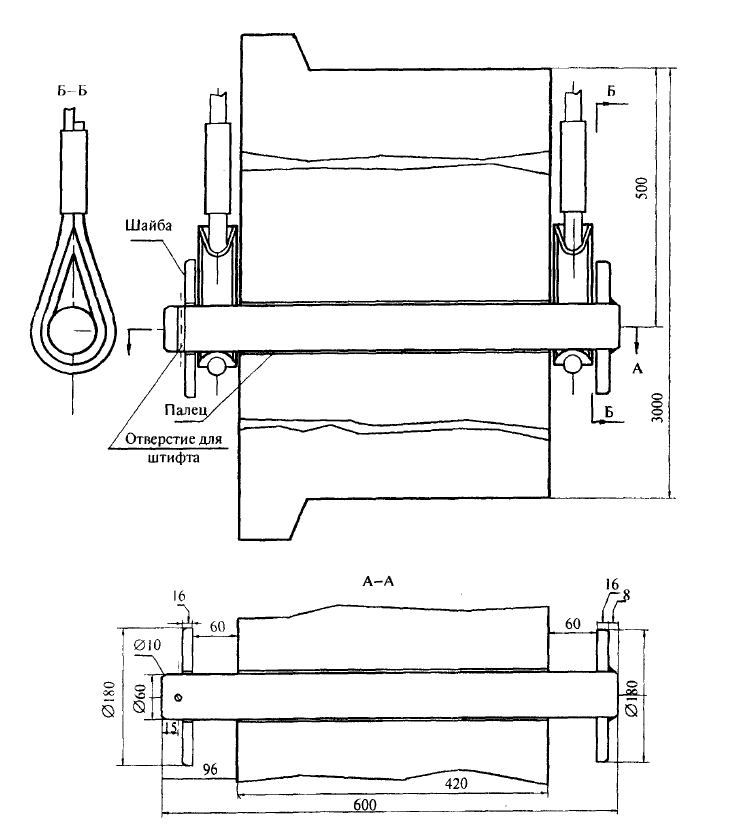 Б–Б
Б
Шайба
500
А
Палец
Б
3000
Отверстие для
штифта
А–А
16
60
60
16
8
Ø10
Ø180
Ø60
Ø180
15
96
420
600